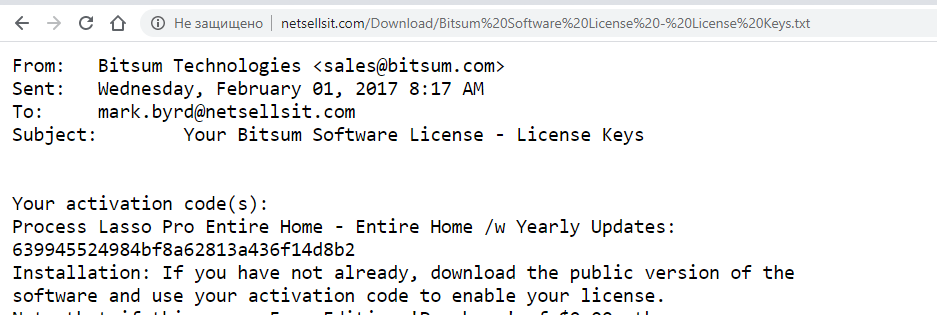 Не защищено | netsellsit.com/Download/Bitsum%20Software%20License%20-%20License%20Keys.txt
From: Bitsum Technologies <sales@bitsum.com>
Sent: Wednesday, February 01, 2017 8:17 AM
To: mark.byrd@netsellsit.com
Subject: Your Bitsum Software License - License Keys
Your activation code(s):
Process Lasso Pro Entire Home - Entire Home /w Yearly Updates:
639945524984bf8a62813a436f14d8b2
Installation: If you have not already, download the public version of the
software and use your activation code to enable your license.